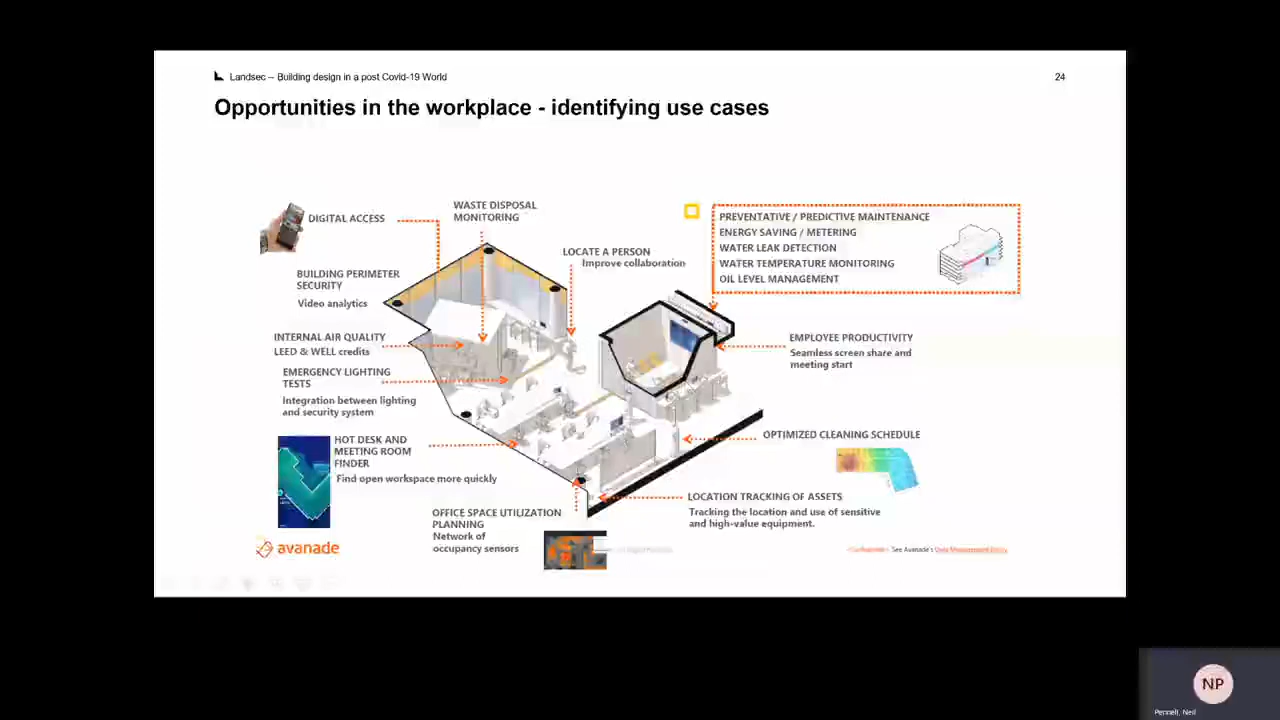 Landsec – Building design in a post Covid-19 World
24
Opportunities in the workplace - identifying use cases
DIGITAL ACCESS
WASTE DISPOSAL
MONITORING
LOCATE A PERSON
Improve collaboration
PREVENTATIVE / PREDICTIVE MAINTENANCE
ENERGY SAVING / METERING
WATER LEAK DETECTION
WATER TEMPERATURE MONITORING
OIL LEVEL MANAGEMENT
BUILDING PERIMETER
SECURITY
Video analytics
INTERNAL AIR QUALITY
LEED & WELL credits
EMERGENCY LIGHTING
TESTS
Integration between lighting
and security system
EMPLOYEE PRODUCTIVITY
Seamless screen share and
meeting start
HOT DESK AND
MEETING ROOM
FINDER
Find open workspace more quickly
OPTIMIZED CLEANING SCHEDULE
LOCATION TRACKING OF ASSETS
Tracking the location and use of sensitive
and high-value equipment.
OFFICE SPACE UTILIZATION
PLANNING
Network of
occupancy sensors
avanade
See Avanade's Data Management Policy
NP
Pennell, Neil